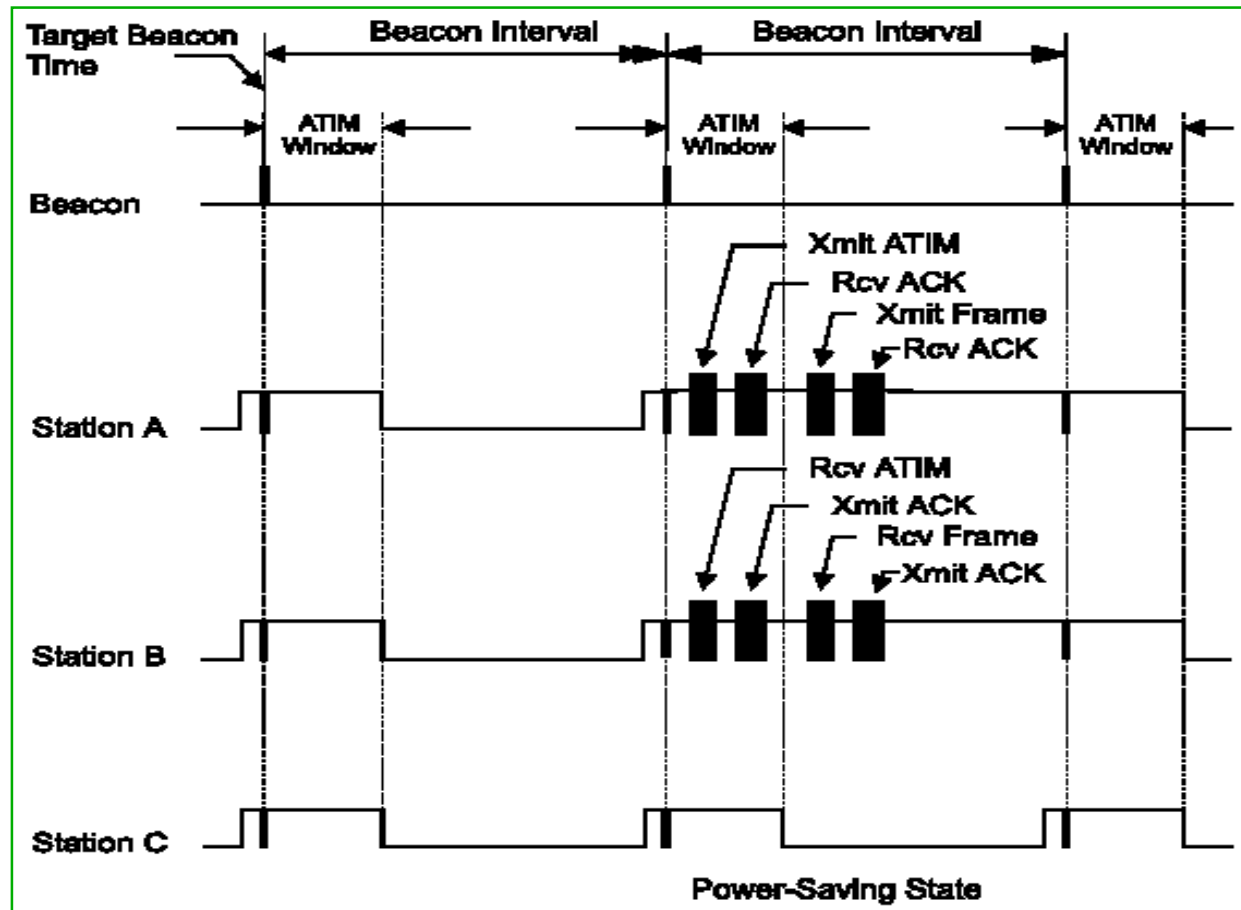 Target Beacon
Time
Beacon Interval
Beacon Interval
ATIM
Window
ATIM
Window
ATIM
Window
Beacon
Xmit ATIM
Rcv ACK
Xmit Frame
Rcv ACK
Station A
Rcv ATIM
Xmit ACK
Rcv Frame
Xmit ACK
Station B
Station C
Power-Saving State